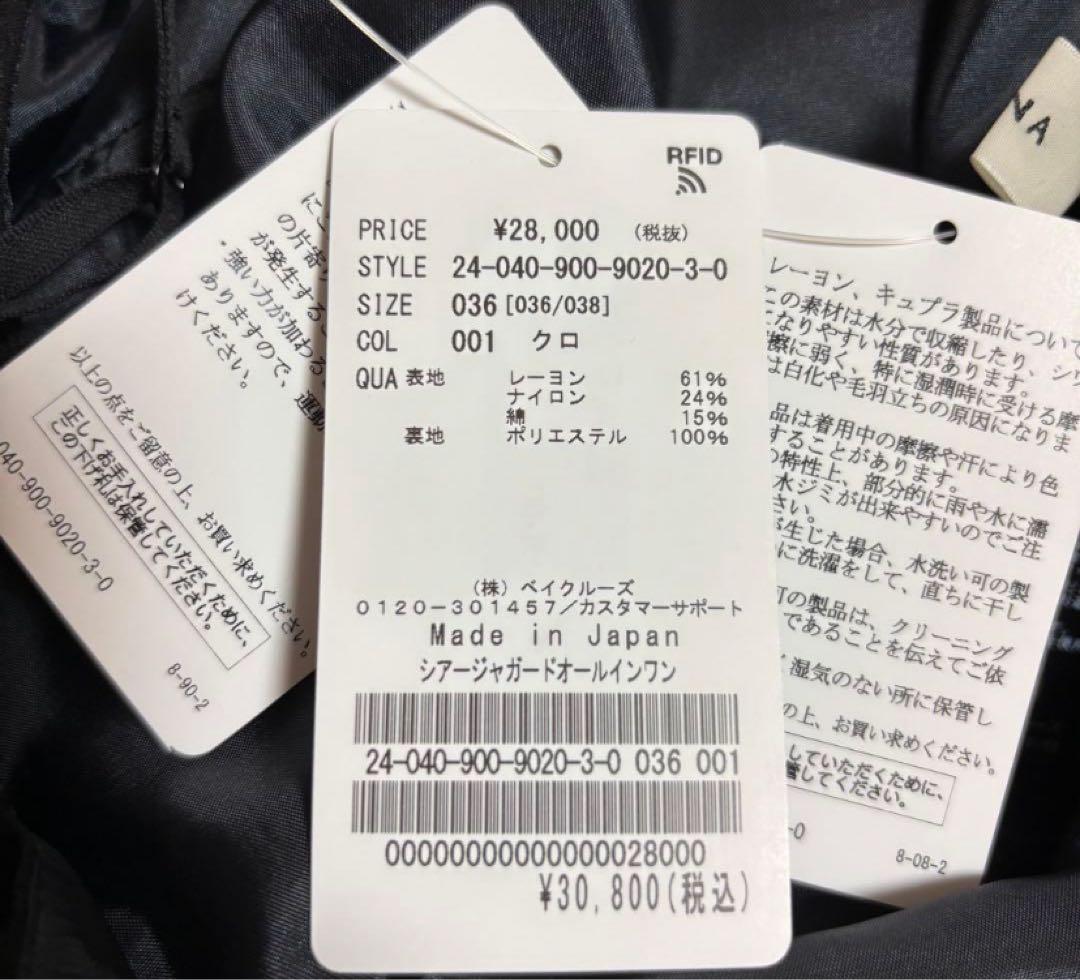 RFID
PRICE ¥28,000 (税抜)
STYLE 24-040-900-9020-3-0
SIZE 036 [036/038]
COL 001 クロ
QUA 表地 レーヨン 61%
ナイロン 24%
綿 15%
裏地 ポリエステル 100%
(株) ベイクルーズ
0120-301457/カスタマーサポート
Made in Japan
シアージャガードオールインワン
24-040-900-9020-3-0 036 001
00000000000000028000
¥30,800(税込)
の片寄り
が発生する
・強い力が加わる
ありますので、運動
けください。
以上の点をご留意の上、お買い求めください。
正しくお手入れしていただくために、
この下げ札は保管してください。
040-900-9020-3-0
8-90-2
レーヨン、キュプラ製品について
この素材は水分で収縮したり、シワ
になりやすい性質があります。
擦に弱く、特に湿潤時に受ける摩
は白化や毛羽立ちの原因になりま
品は着用中の摩擦や汗により色
することがあります。
の特性上、部分的に雨や水に濡
水ジミが出来やすいのでご注
さい。
が生じた場合、水洗い可の製
に洗濯をして、直ちに干し
可の製品は、クリーニング
であることを伝えてご依
湿気のない所に保管し
の上、お買い求めください。
していただくために、
管してください。
-0
8-08-2
NA